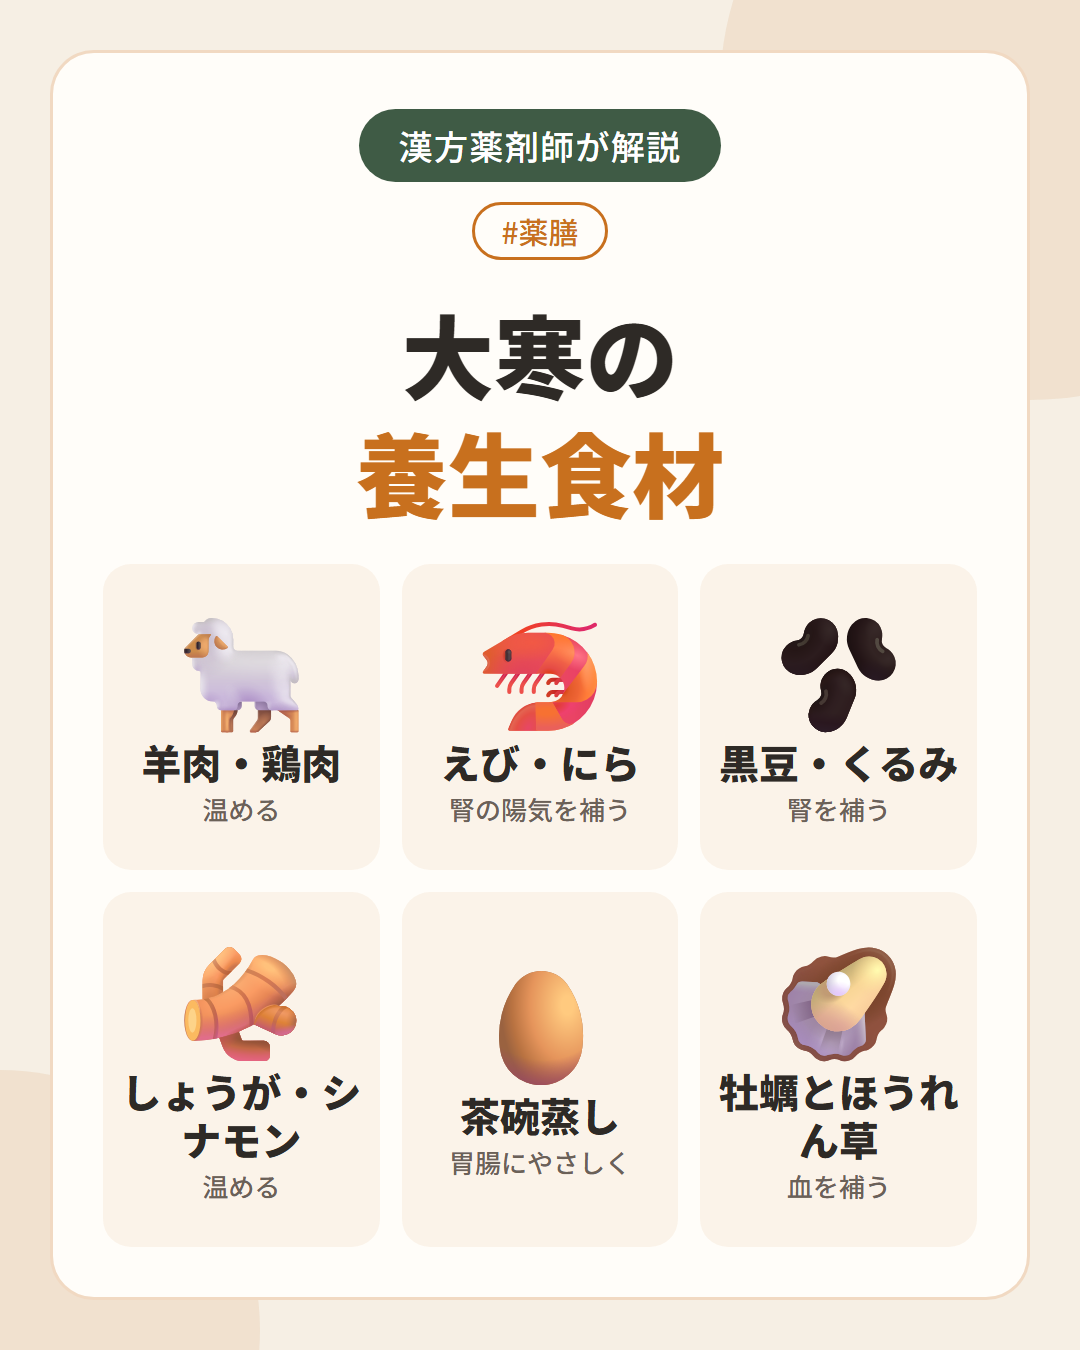 漢方薬剤師が解説
#薬膳
大寒の
養生食材
羊肉・鶏肉
温める
えび・にら
腎の陽気を補う
黒豆・くるみ
腎を補う
しょうが・シ
ナモン
温める
茶碗蒸し
胃腸にやさしく
牡蠣とほうれ
ん草
血を補う